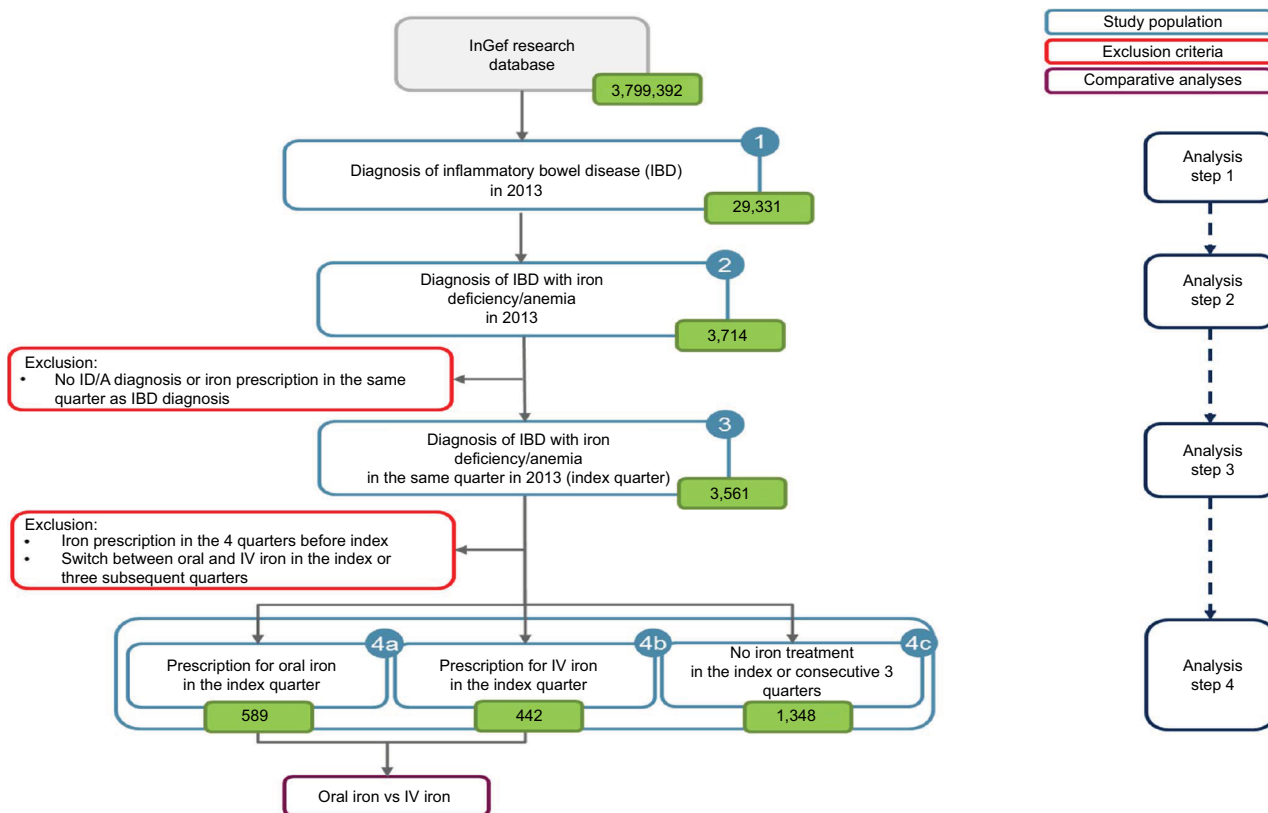 InGef research
database
3,799,392
Study population
Exclusion criteria
Comparative analyses
1
Diagnosis of inflammatory bowel disease (IBD)
in 2013
29,331
Analysis
step 1
2
Diagnosis of IBD with iron
deficiency/anemia
in 2013
3,714
Analysis
step 2
Exclusion:
• No ID/A diagnosis or iron prescription in the same
quarter as IBD diagnosis
3
Diagnosis of IBD with iron
deficiency/anemia
in the same quarter in 2013 (index quarter)
3,561
Analysis
step 3
Exclusion:
• Iron prescription in the 4 quarters before index
• Switch between oral and IV iron in the index or
three subsequent quarters
4a
Prescription for oral iron
in the index quarter
589
4b
Prescription for IV iron
in the index quarter
442
4c
No iron treatment
in the index or consecutive 3
quarters
1,348
Analysis
step 4
Oral iron vs IV iron